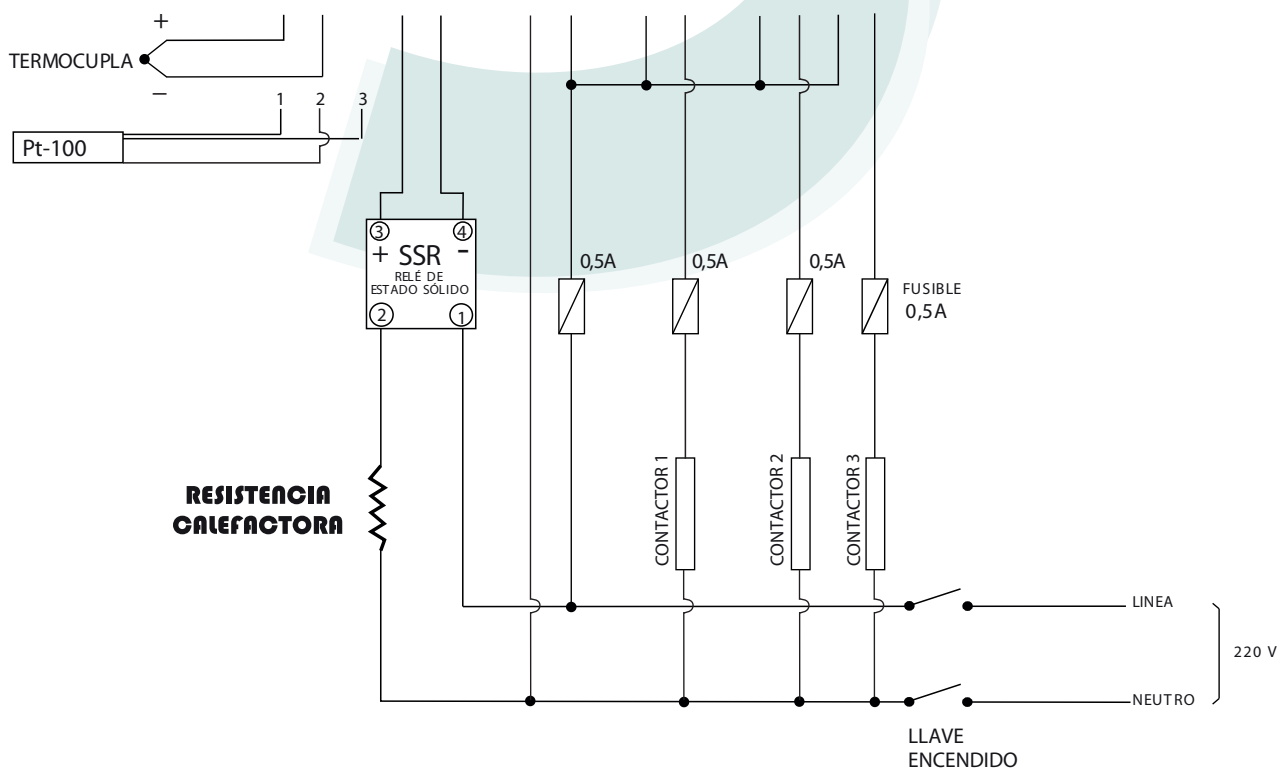 +
TERMOCUPLA
−
1 2 3
Pt-100
3 4
+ SSR -
RELÉ DE
ESTADO SÓLIDO
2 1
0,5A 0,5A 0,5A
FUSIBLE
0,5A
RESISTENCIA
CALEFACTORA
CONTACTOR 1
CONTACTOR 2
CONTACTOR 3
LINEA
220 V
NEUTRO
LLAVE
ENCENDIDO